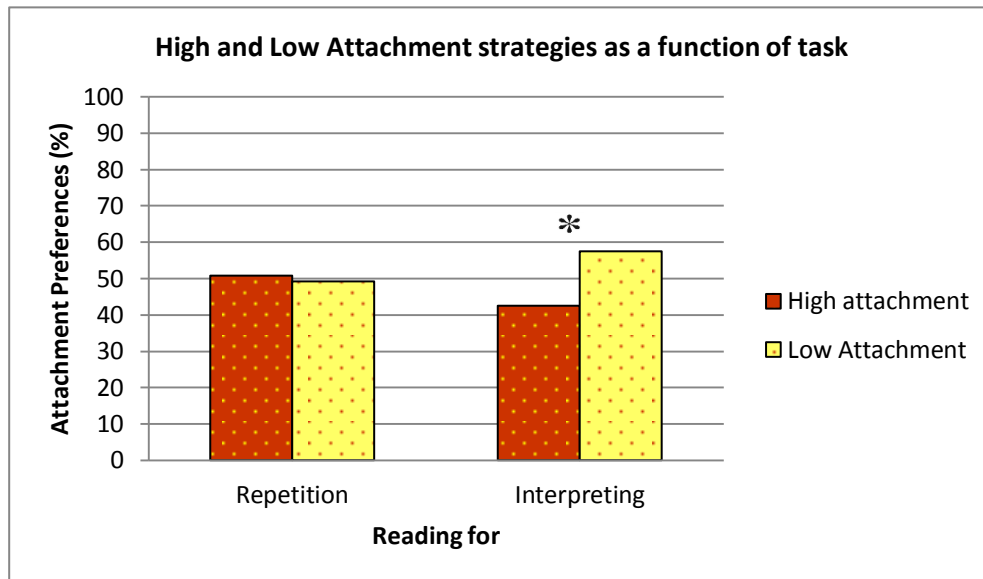 High and Low Attachment strategies as a function of task
Attachment Preferences (%)
100
90
80
70
60
50
40
30
20
10
0
*
Repetition
Interpreting
Reading for
High attachment
Low Attachment